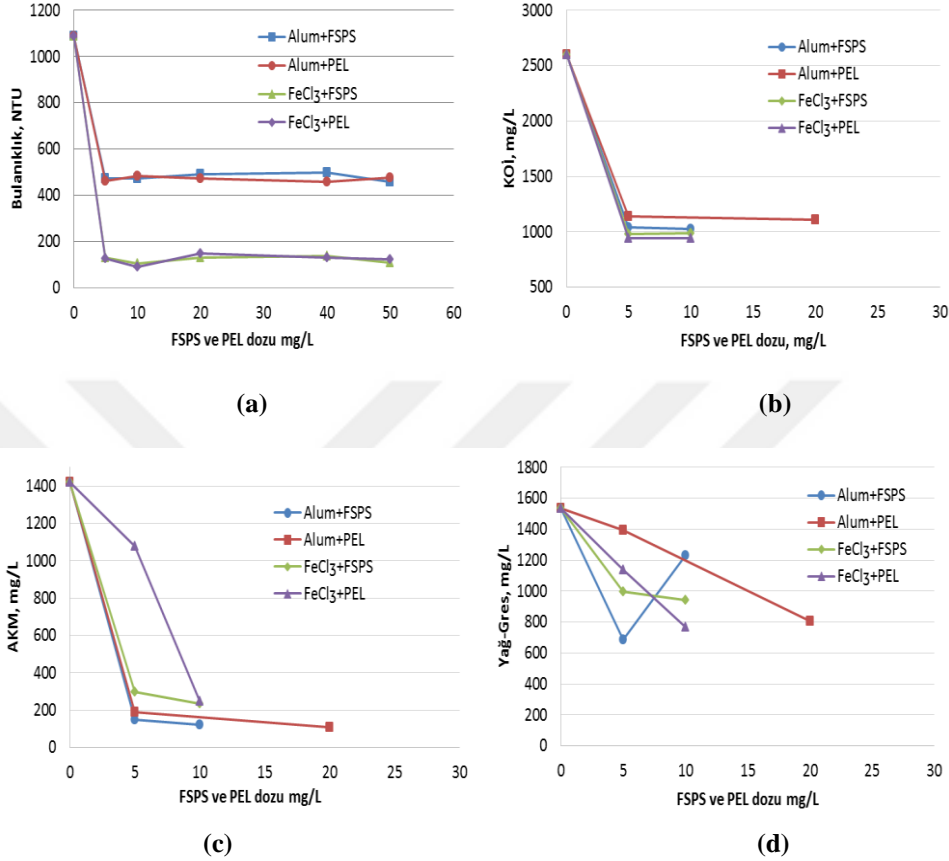 1200
1000
800
600
400
200
0
Bulanıklık, NTU
Alum+FSPS
Alum+PEL
FeCl3+FSPS
FeCl3+PEL
0 10 20 30 40 50 60
FSPS ve PEL dozu mg/L
(a)
3000
2500
2000
1500
1000
500
KOİ, mg/L
Alum+FSPS
Alum+PEL
FeCl3+FSPS
FeCl3+PEL
0 5 10 15 20 25 30
FSPS ve PEL dozu, mg/L
(b)
1400
1200
1000
800
600
400
200
0
AKM, mg/L
Alum+FSPS
Alum+PEL
FeCl3+FSPS
FeCl3+PEL
0 5 10 15 20 25 30
FSPS ve PEL dozu mg/L
(c)
1800
1600
1400
1200
1000
800
600
400
200
0
Yağ-Gres, mg/L
Alum+FSPS
Alum+PEL
FeCl3+FSPS
FeCl3+PEL
0 5 10 15 20 25 30
FSPS ve PEL dozu mg/L
(d)